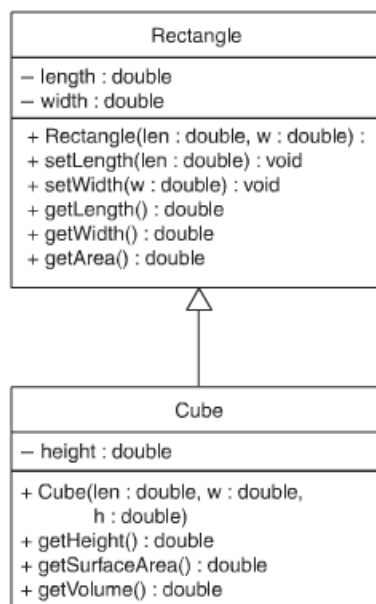 Rectangle
– length : double
– width : double
+ Rectangle(len : double, w : double) :
+ setLength(len : double) : void
+ setWidth(w : double) : void
+ getLength() : double
+ getWidth() : double
+ getArea() : double
Cube
– height : double
+ Cube(len : double, w : double,
h : double)
+ getHeight() : double
+ getSurfaceArea() : double
+ getVolume() : double